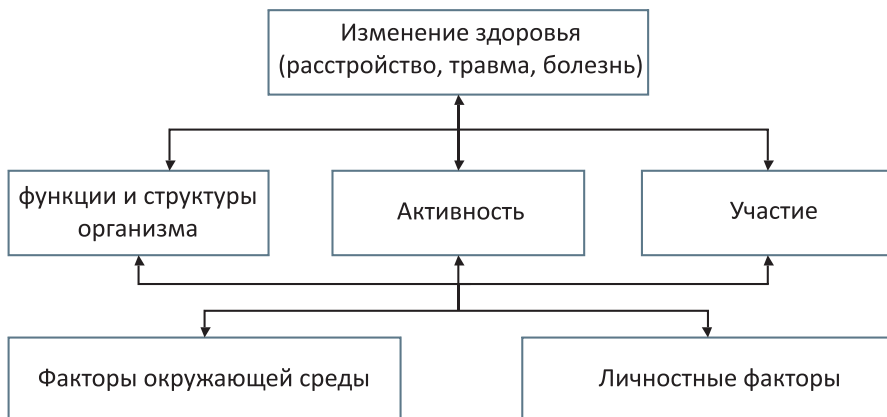 Изменение здоровья
(расстройство, травма, болезнь)
функции и структуры
организма
Активность
Участие
Факторы окружающей среды
Личностные факторы